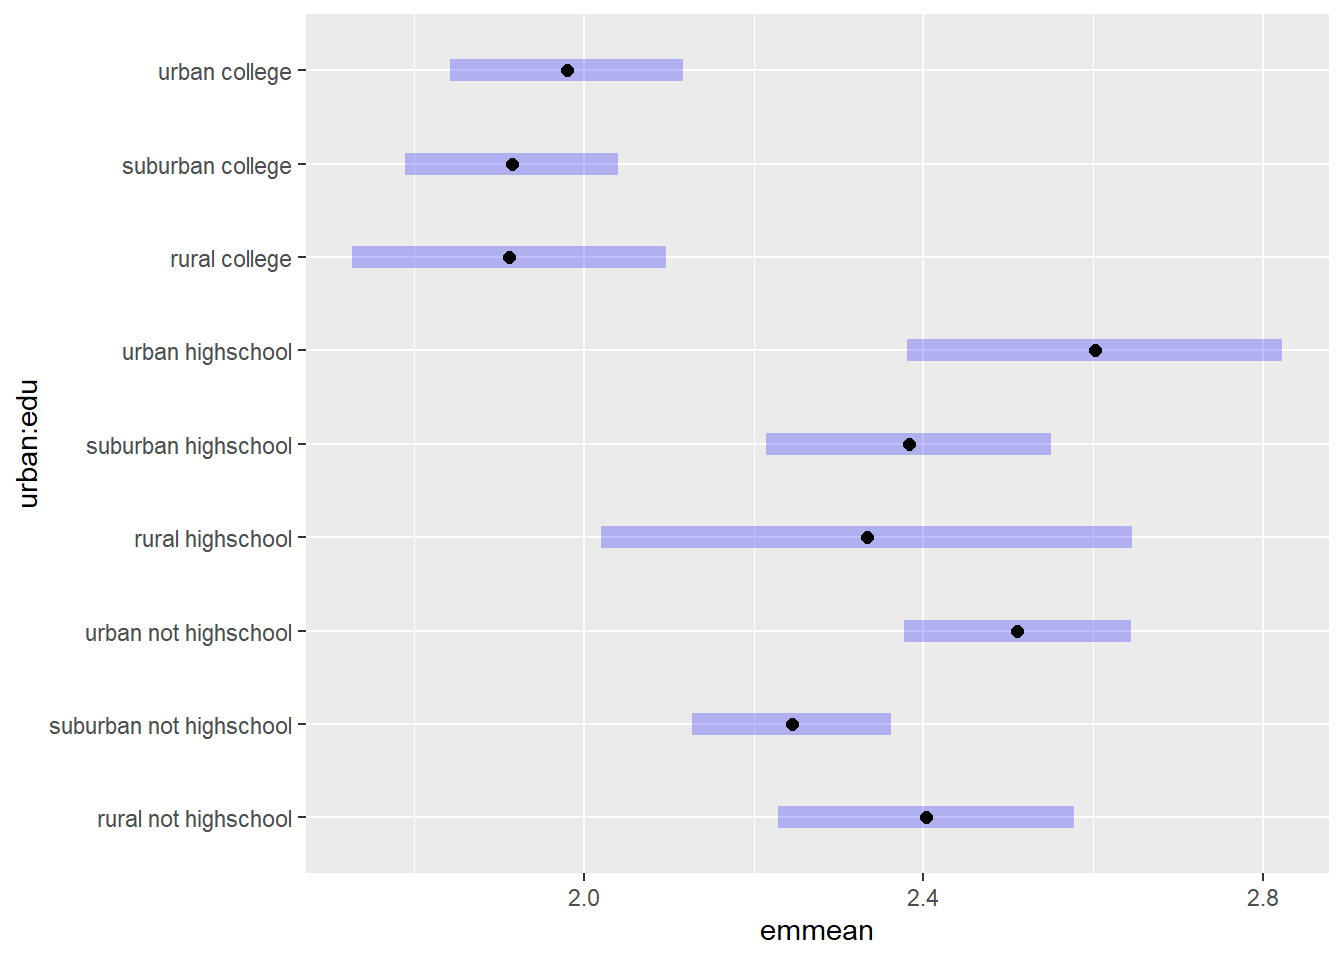 urban college
suburban college
rural college
urban highschool
suburban highschool
rural highschool
urban not highschool
suburban not highschool
rural not highschool
urban:edu
2.0 2.4 2.8
emmean